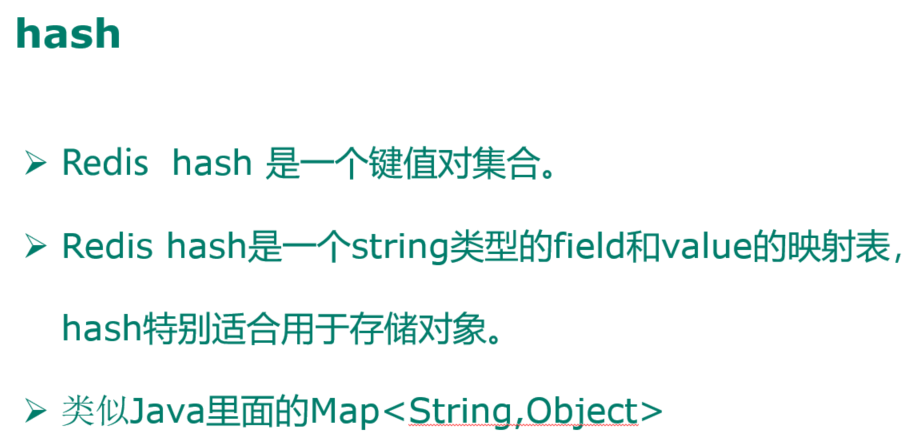 hash
➢ Redis  hash 是一个键值对集合。
➢ Redis hash是一个string类型的field和value的映射表，
hash特别适合用于存储对象。
➢ 类似Java里面的Map<String,Object>